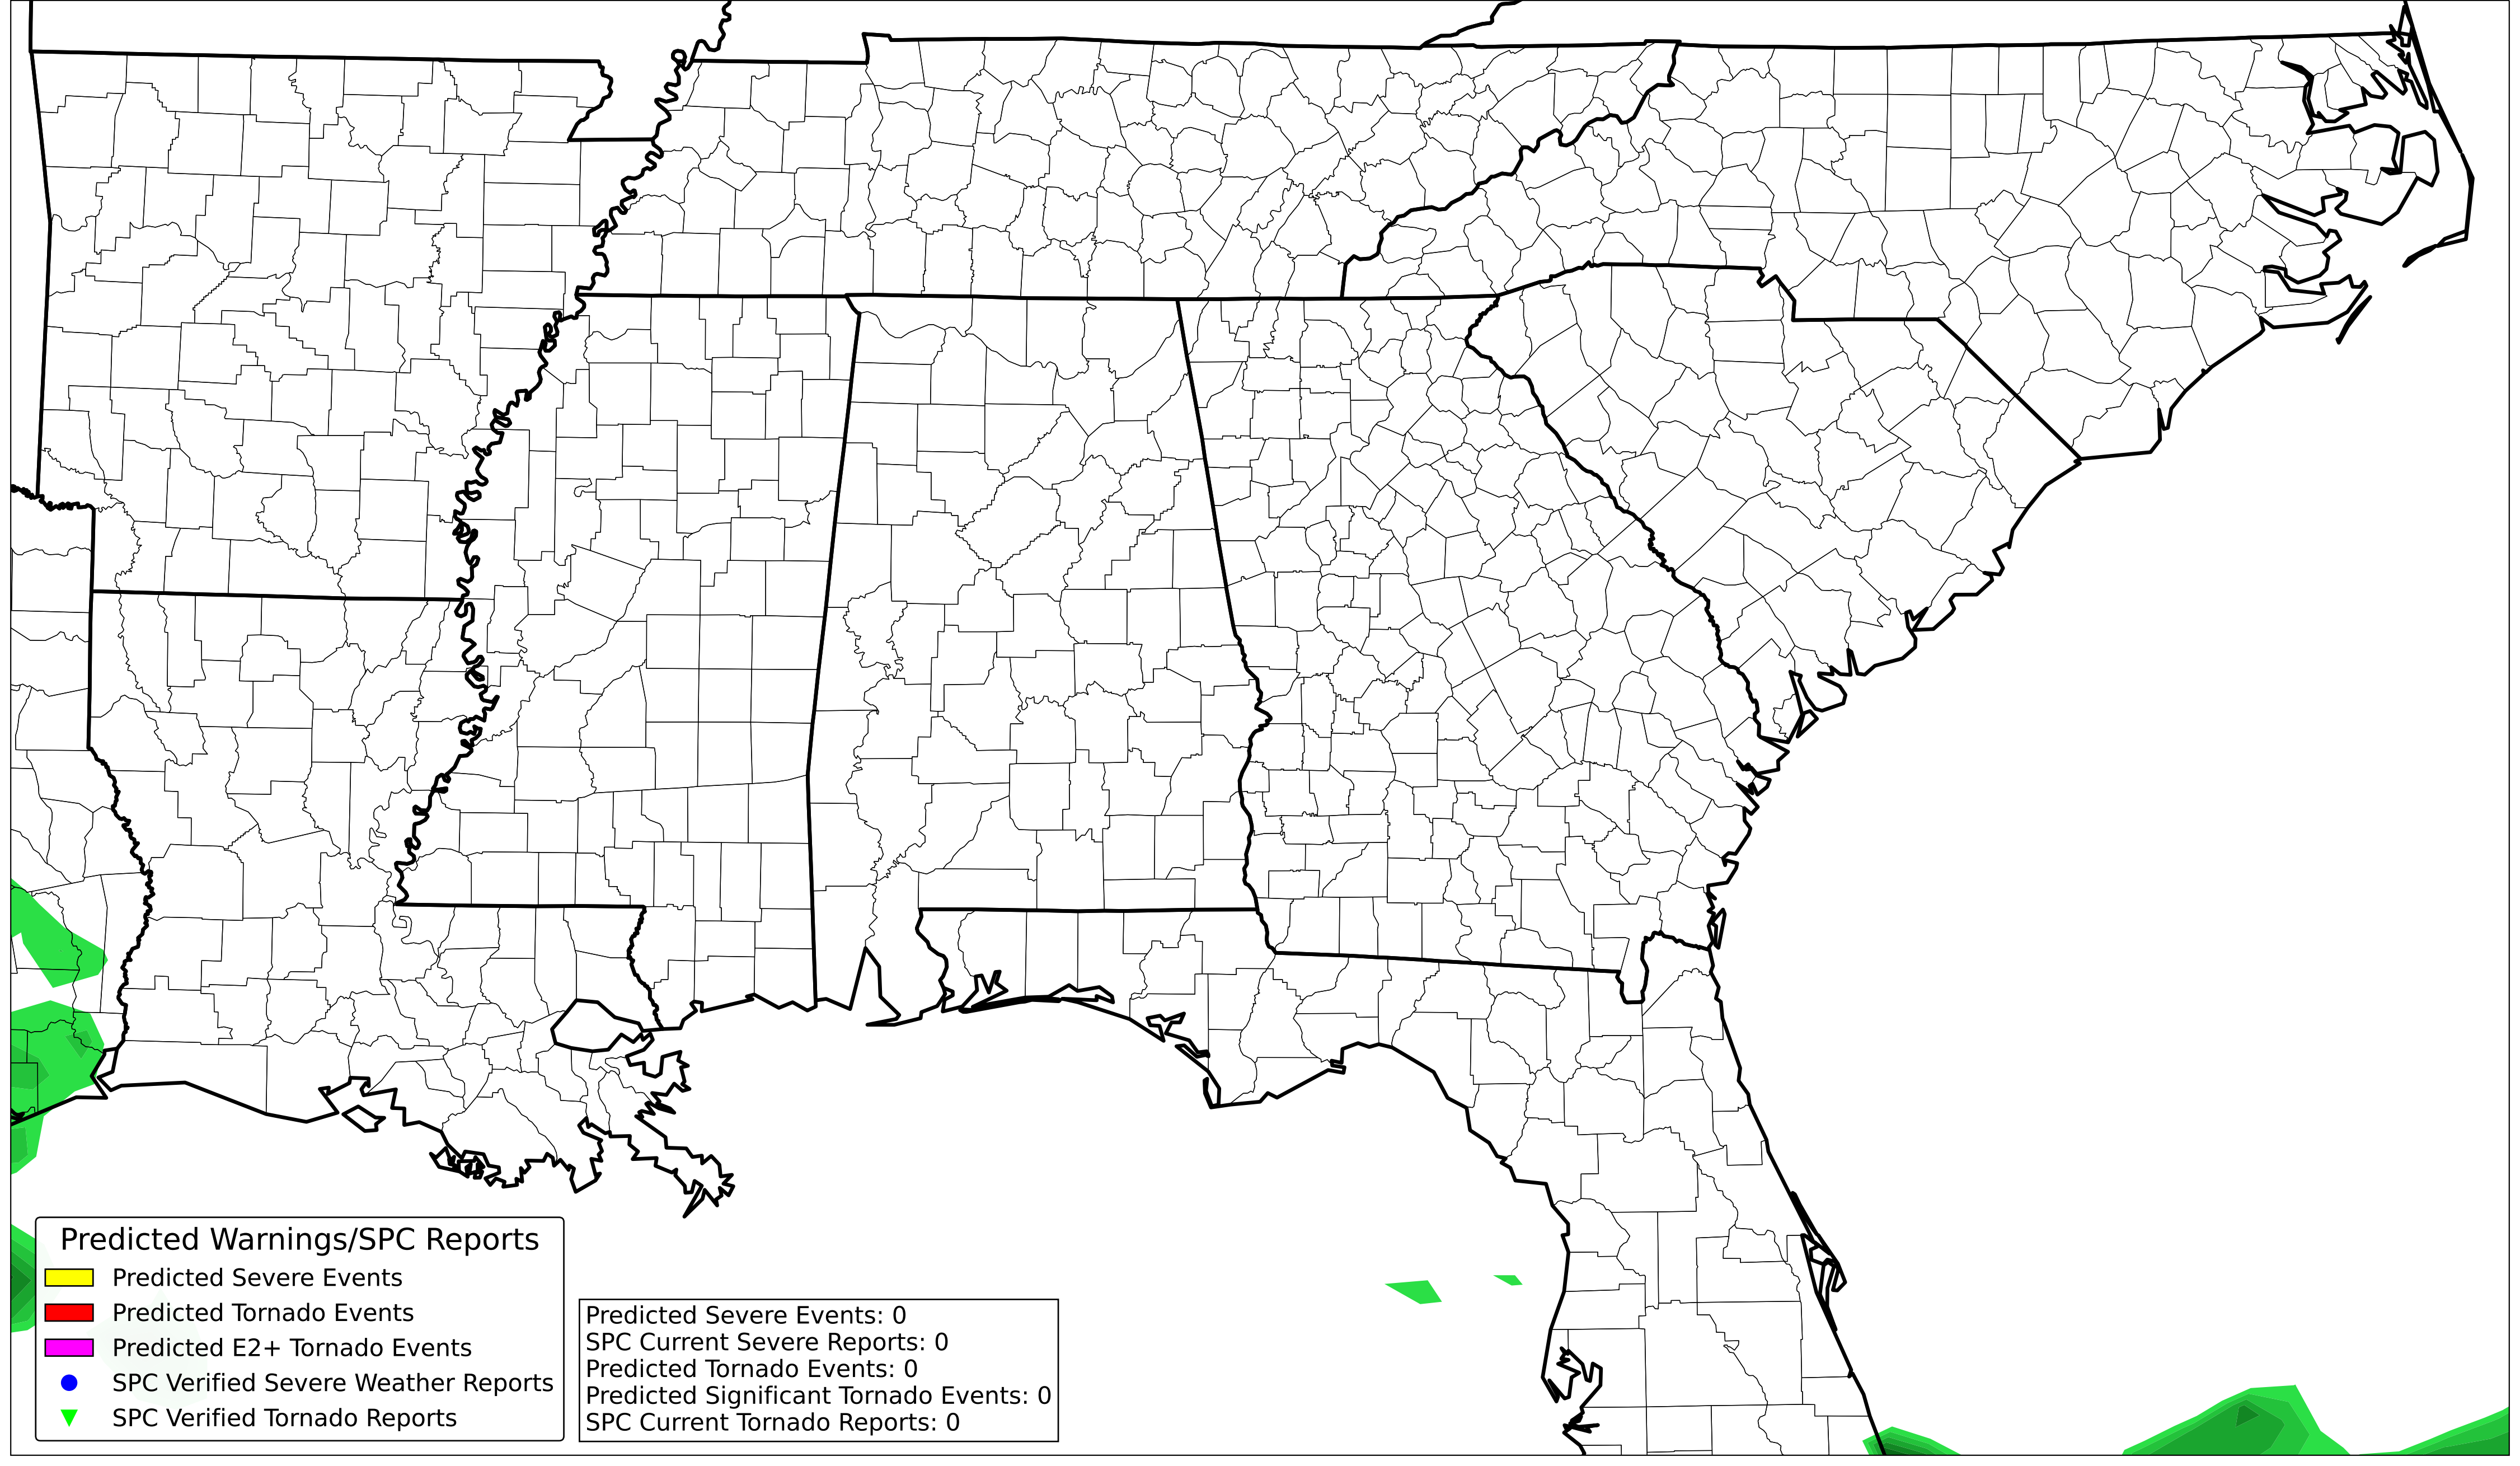 Predicted Warnings/SPC Reports
Predicted Severe Events
Predicted Tornado Events
Predicted E2+ Tornado Events
SPC Verified Severe Weather Reports
SPC Verified Tornado Reports
Predicted Severe Events: 0
SPC Current Severe Reports: 0
Predicted Tornado Events: 0
Predicted Significant Tornado Events: 0
SPC Current Tornado Reports: 0